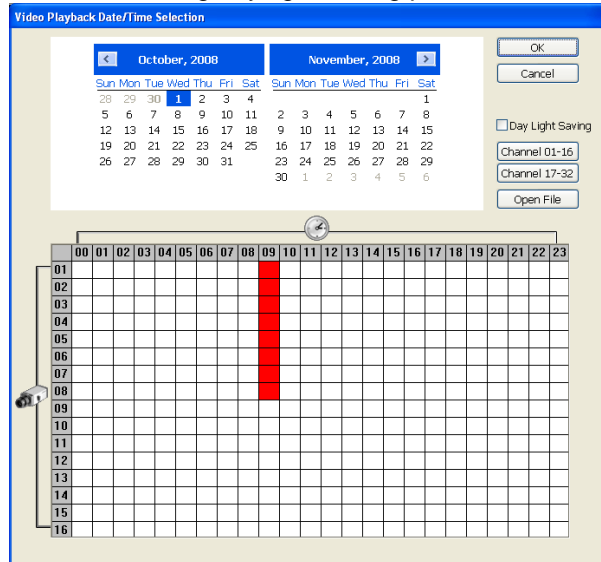 Video Playback Date/Time Selection
October, 2008
November, 2008
Sun Mon Tue Wed Thu Fri Sat
Sun Mon Tue Wed Thu Fri Sat
28 29 30 1 2 3 4
1
5 6 7 8 9 10 11
2 3 4 5 6 7 8
12 13 14 15 16 17 18
9 10 11 12 13 14 15
19 20 21 22 23 24 25
16 17 18 19 20 21 22
26 27 28 29 30 31
23 24 25 26 27 28 29
30 1 2 3 4 5 6
OK
Cancel
Day Light Saving
Channel 01-16
Channel 17-32
Open File
00 01 02 03 04 05 06 07 08 09 10 11 12 13 14 15 16 17 18 19 20 21 22 23
01
02
03
04
05
06
07
08
09
10
11
12
13
14
15
16